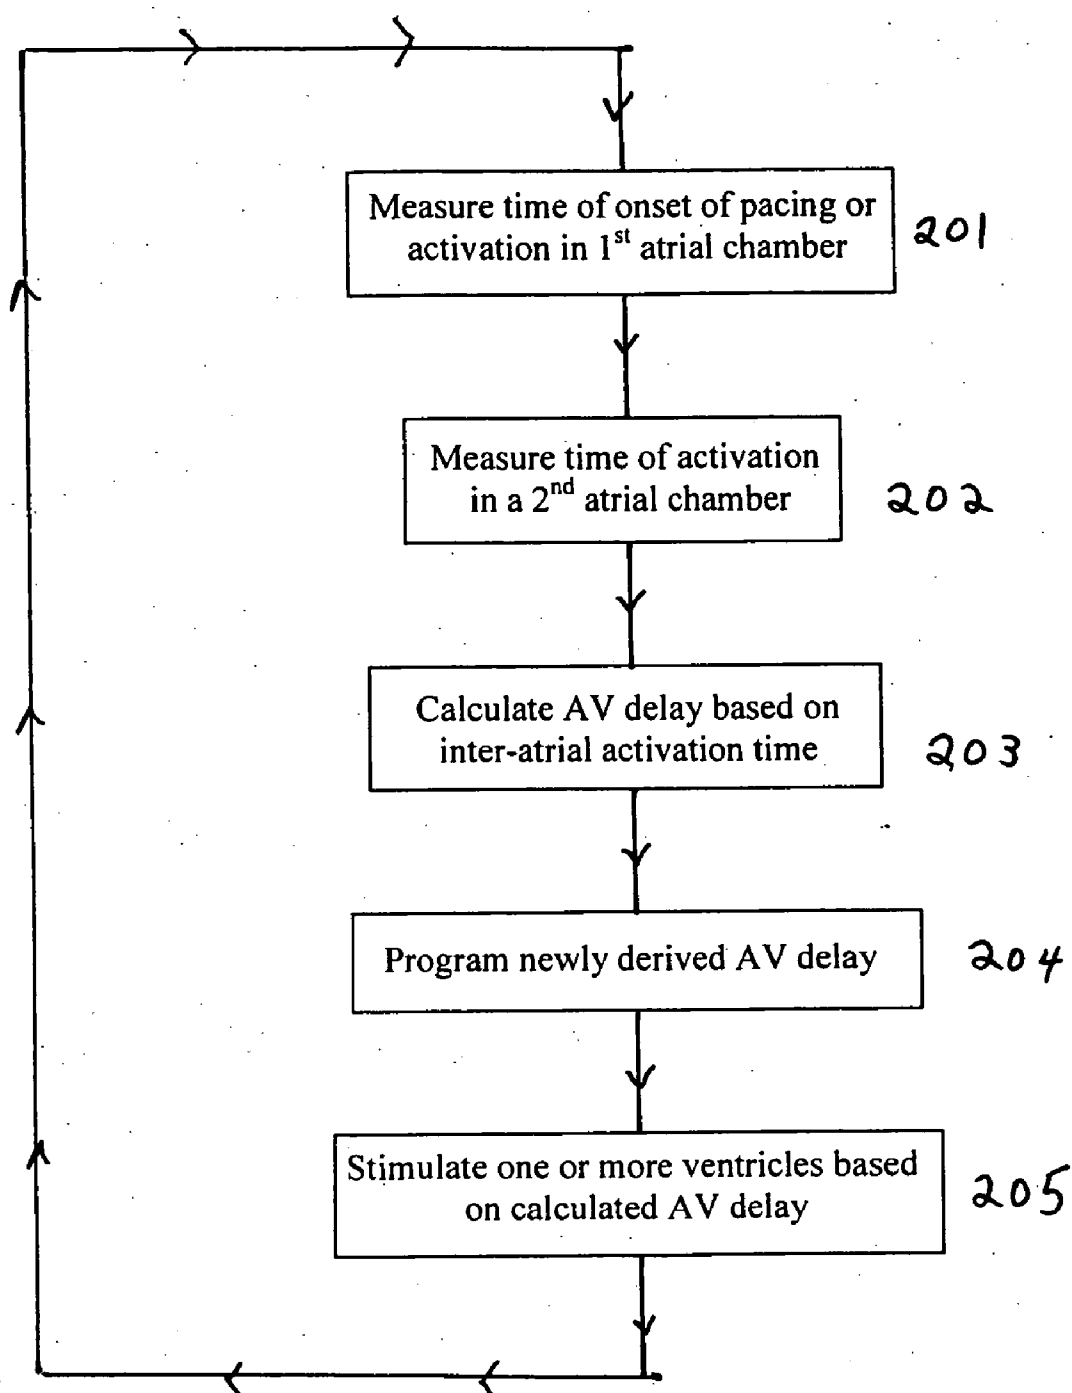 Measure time of onset of pacing or
activation in 1st atrial chamber
201
Measure time of activation
in a 2nd atrial chamber
202
Calculate AV delay based on
inter-atrial activation time
203
Program newly derived AV delay
204
Stimulate one or more ventricles based
on calculated AV delay
205